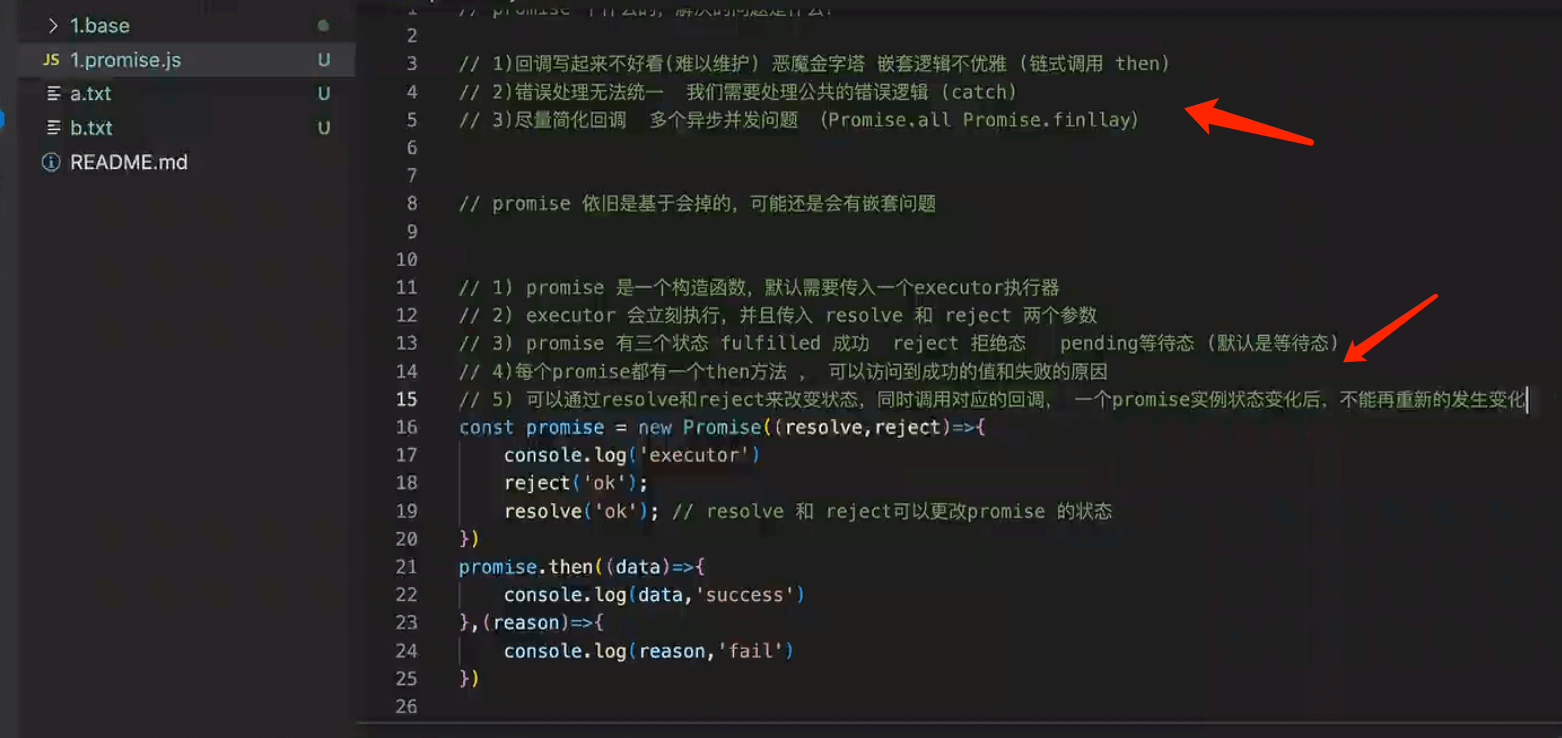 1.base
JS 1.promise.js U
a.txt U
b.txt U
README.md
1 // promise 干什么的，解决的问题是什么？
2
3 // 1)回调写起来不好看(难以维护) 恶魔金字塔 嵌套逻辑不优雅 (链式调用 then)
4 // 2)错误处理无法统一 我们需要处理公共的错误逻辑 (catch)
5 // 3)尽量简化回调 多个异步并发问题 (Promise.all Promise.finllay)
6
7
8 // promise 依旧是基于会掉的，可能还是会有嵌套问题
9
10
11 // 1) promise 是一个构造函数，默认需要传入一个executor执行器
12 // 2) executor 会立刻执行，并且传入 resolve 和 reject 两个参数
13 // 3) promise 有三个状态 fulfilled 成功 reject 拒绝态 pending等待态 (默认是等待态)
14 // 4)每个promise都有一个then方法 ， 可以访问到成功的值和失败的原因
15 // 5) 可以通过resolve和reject来改变状态，同时调用对应的回调， 一个promise实例状态变化后，不能再重新的发生变化
16 const promise = new Promise((resolve,reject)=>{
17 console.log('executor')
18 reject('ok');
19 resolve('ok'); // resolve 和 reject可以更改promise 的状态
20 })
21 promise.then((data)=>{
22 console.log(data,'success')
23 },(reason)=>{
24 console.log(reason,'fail')
25 })
26